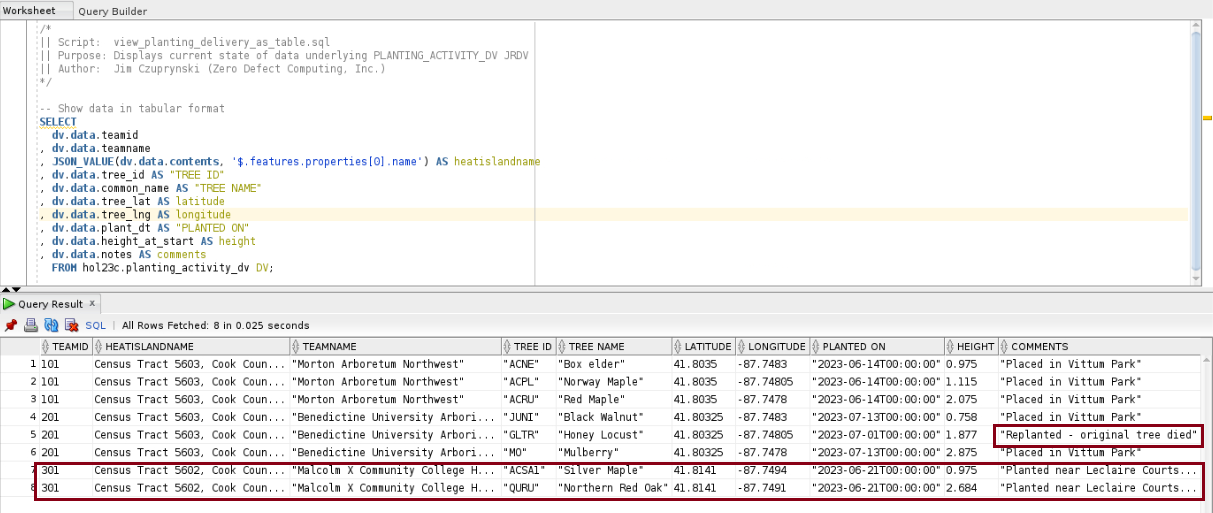 Worksheet Query Builder
/*
|| Script:  view_planting_delivery_as_table.sql
|| Purpose: Displays current state of data underlying PLANTING_ACTIVITY_DV JRDV
|| Author:  Jim Czuprynski (Zero Defect Computing, Inc.)
*/
-- Show data in tabular format
SELECT
dv.data.teamid
, dv.data.teamname
, JSON_VALUE(dv.data.contents, '$.features.properties[0].name') AS heatislandname
, dv.data.tree_id AS "TREE ID"
, dv.data.common_name AS "TREE NAME"
, dv.data.tree_lat AS latitude
, dv.data.tree_lng AS longitude
, dv.data.plant_dt AS "PLANTED ON"
, dv.data.height_at_start AS height
, dv.data.notes AS comments
FROM hol23c.planting_activity_dv DV;
Query Result x
SQL | All Rows Fetched: 8 in 0.025 seconds
TEAMID HEATISLANDNAME TEAMNAME TREE ID TREE NAME LATITUDE LONGITUDE PLANTED ON HEIGHT COMMENTS
1 101 Census Tract 5603, Cook Coun... "Morton Arboretum Northwest" "ACNE" "Box elder" 41.8035 -87.7483 "2023-06-14T00:00:00" 0.975 "Placed in Vittum Park"
2 101 Census Tract 5603, Cook Coun... "Morton Arboretum Northwest" "ACPL" "Norway Maple" 41.8035 -87.74805 "2023-06-14T00:00:00" 1.115 "Placed in Vittum Park"
3 101 Census Tract 5603, Cook Coun... "Morton Arboretum Northwest" "ACRU" "Red Maple" 41.8035 -87.7478 "2023-06-14T00:00:00" 2.075 "Placed in Vittum Park"
4 201 Census Tract 5603, Cook Coun... "Benedictine University Arbori... "JUNI" "Black Walnut" 41.80325 -87.7483 "2023-07-13T00:00:00" 0.758 "Placed in Vittum Park"
5 201 Census Tract 5603, Cook Coun... "Benedictine University Arbori... "GLTR" "Honey Locust" 41.80325 -87.74805 "2023-07-01T00:00:00" 1.877 "Replanted - original tree died"
6 201 Census Tract 5603, Cook Coun... "Benedictine University Arbori... "MO" "Mulberry" 41.80325 -87.7478 "2023-07-13T00:00:00" 2.875 "Placed in Vittum Park"
7 301 Census Tract 5602, Cook Coun... "Malcolm X Community College H... "ACSA1" "Silver Maple" 41.8141 -87.7494 "2023-06-21T00:00:00" 0.975 "Planted near Leclaire Courts...
8 301 Census Tract 5602, Cook Coun... "Malcolm X Community College H... "QURU" "Northern Red Oak" 41.8141 -87.7491 "2023-06-21T00:00:00" 2.684 "Planted near Leclaire Courts...